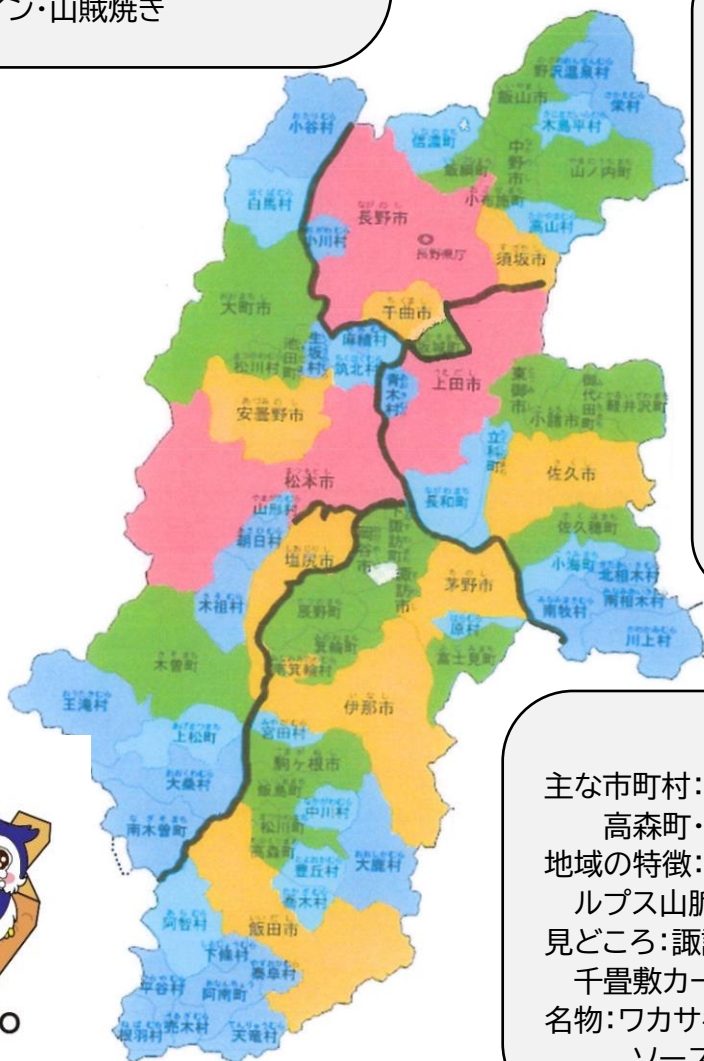 イン・山賊焼き
小谷村
白馬村
長野市
長野県庁
小川村
信濃町
飯綱町
飯山市
野沢温泉村
栄村
木島平村
中野市
山ノ内町
小布施町
高山村
須坂市
千曲市
坂城町
大町市
池田町
松川村
生坂村
麻績村
筑北村
青木村
上田市
東御市
小諸市
御代田町
軽井沢町
安曇野市
松本市
立科町
長和町
佐久市
佐久穂町
小海町
北相木村
南相木村
南牧村
川上村
山形村
朝日村
塩尻市
岡谷市
下諏訪町
諏訪市
茅野市
原村
富士見町
木祖村
木曽町
辰野町
箕輪町
南箕輪村
伊那市
王滝村
上松町
大桑村
南木曽町
宮田村
駒ヶ根市
飯島町
中川村
松川町
高森町
豊丘村
大鹿村
喬木村
阿智村
飯田市
下條村
泰阜村
平谷村
阿南町
根羽村
売木村
天龍村
主な市町村：
高森町・
地域の特徴：
ルプス山脈
見どころ：諏訪
千畳敷カー
名物：ワカサギ
ソース